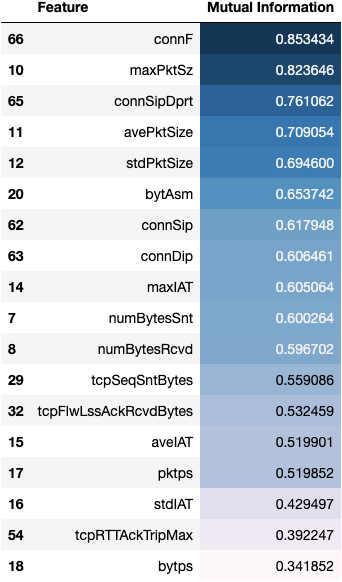 Feature Mutual Information
66 connF 0.853434
10 maxPktSz 0.823646
65 connSipDprt 0.761062
11 avePktSize 0.709054
12 stdPktSize 0.694600
20 bytAsm 0.653742
62 connSip 0.617948
63 connDip 0.606461
14 maxIAT 0.605064
7 numBytesSnt 0.600264
8 numBytesRcvd 0.596702
29 tcpSeqSntBytes 0.559086
32 tcpFlwLssAckRcvdBytes 0.532459
15 aveIAT 0.519901
17 pktps 0.519852
16 stdIAT 0.429497
54 tcpRTTAckTripMax 0.392247
18 bytps 0.341852